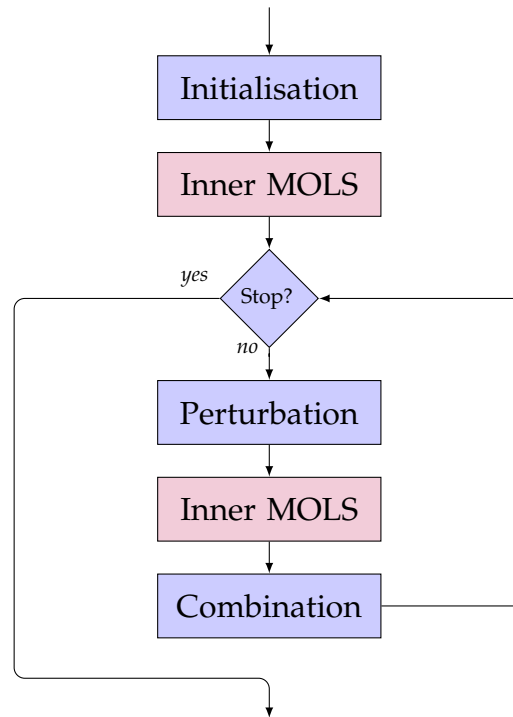 Initialisation
Inner MOLS
yes
Stop?
no
Perturbation
Inner MOLS
Combination